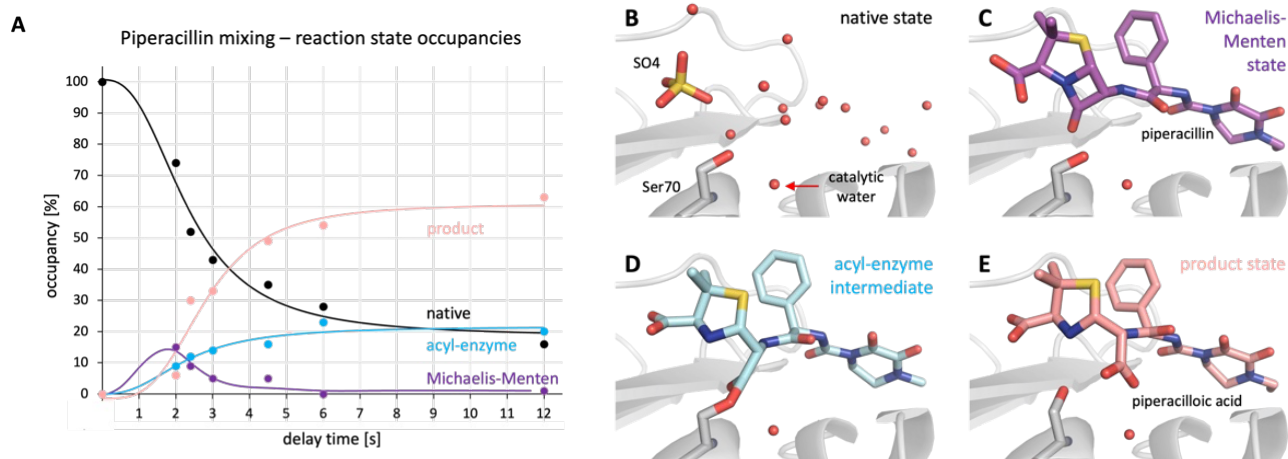 A
Piperacillin mixing – reaction state occupancies
occupancy [%]
100
90
80
70
60
50
40
30
20
10
0
product
native
acyl-enzyme
Michaelis-Menten
1 2 3 4 5 6 7 8 9 10 11 12
delay time [s]
B
native state
SO4
Ser70
catalytic
water
C
Michaelis-
Menten
state
piperacillin
D
acyl-enzyme
intermediate
E
product state
piperacilloic acid